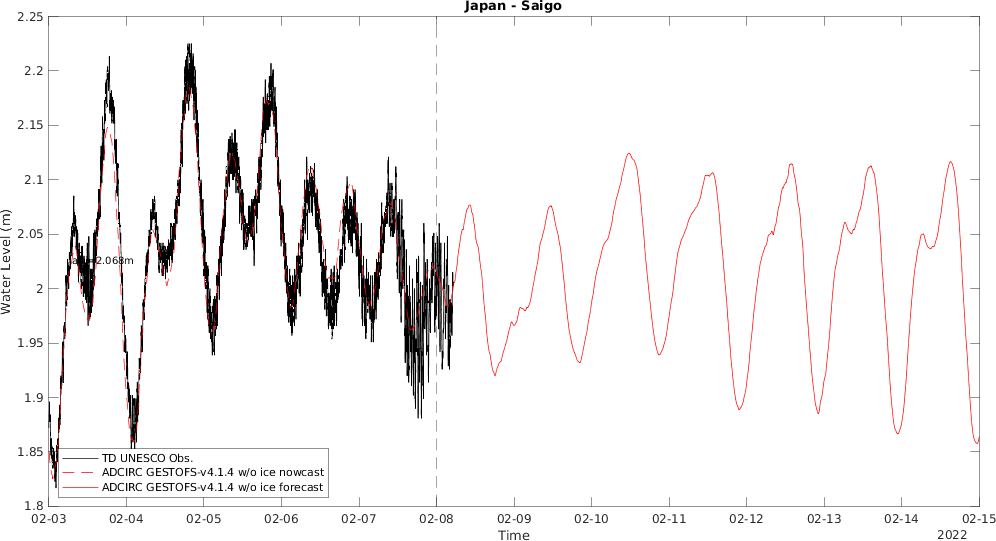 Japan - Saigo
2.25
2.2
2.15
2.1
2.05
2
1.95
1.9
1.85
1.8
Water Level (m)
2.068m
TD UNESCO Obs.
ADCIRC GESTOFS-v4.1.4 w/o ice nowcast
ADCIRC GESTOFS-v4.1.4 w/o ice forecast
02-03 02-04 02-05 02-06 02-07 02-08 02-09 02-10 02-11 02-12 02-13 02-14 02-15
Time
2022